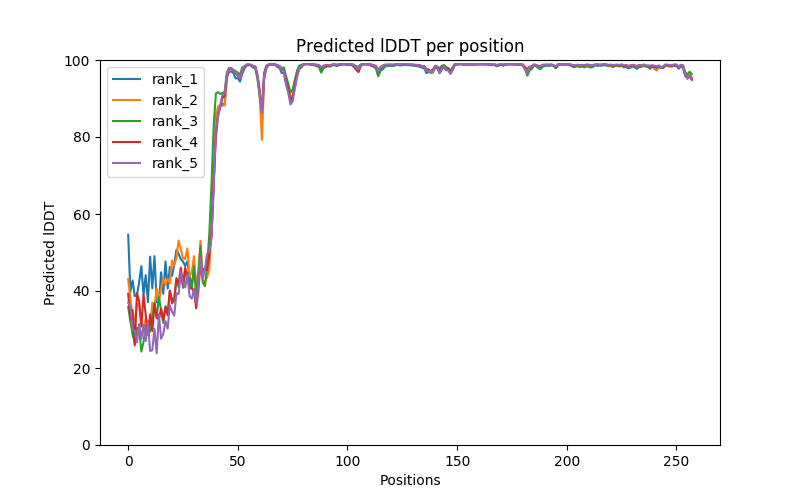 Predicted lDDT per position
100
80
60
40
20
0
Predicted lDDT
rank_1
rank_2
rank_3
rank_4
rank_5
0 50 100 150 200 250
Positions